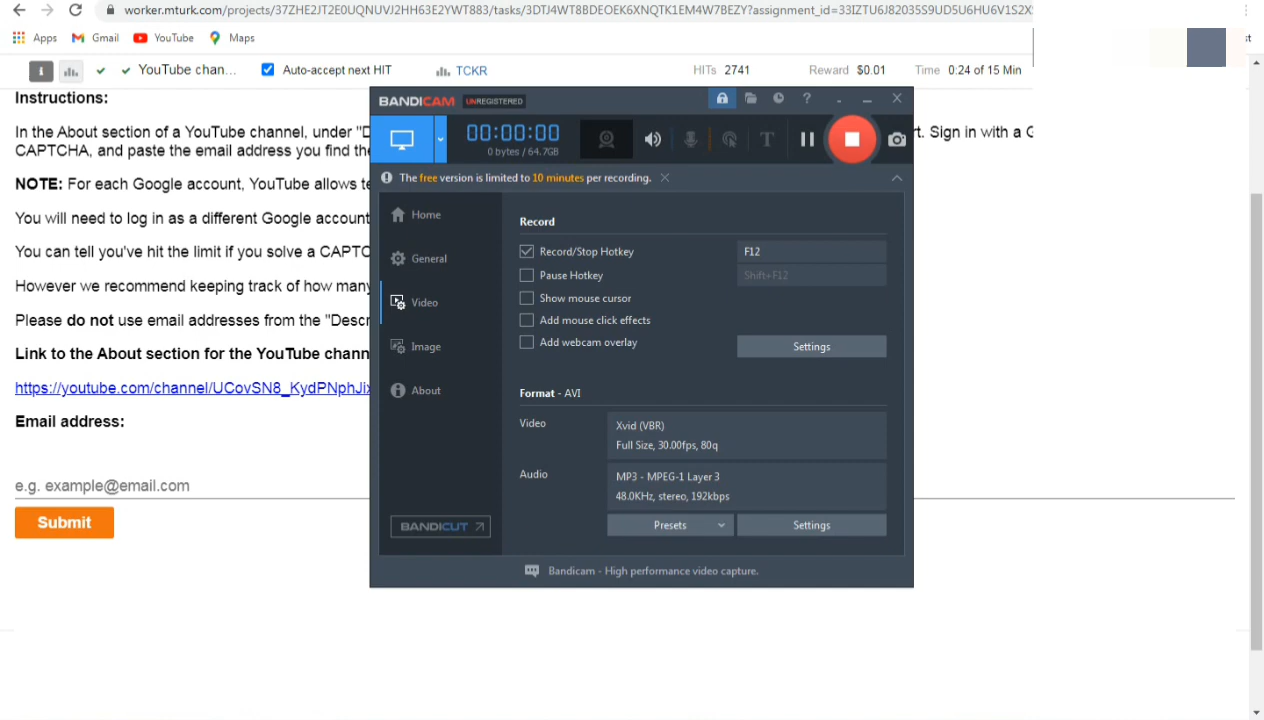 worker.mturk.com/projects/37ZHE2JT2E0UQNUVJ2HH63E2YWT883/tasks/3DTJ4WT8BDEOEK6XNQTK1EM4W7BEZY?assignment_id=33IZTU6J82035S9UD5U6HU6V1S2X
Apps Gmail YouTube Maps st
YouTube chan... Auto-accept next HIT TCKR HITs 2741 Reward $0.01 Time 0:24 of 15 Min
Instructions:
In the About section of a YouTube channel, under "D
rt. Sign in with a G
CAPTCHA, and paste the email address you find the
NOTE: For each Google account, YouTube allows te
You will need to log in as a different Google account
You can tell you've hit the limit if you solve a CAPTC
However we recommend keeping track of how many
Please do not use email addresses from the "Descr
Link to the About section for the YouTube chann
https://youtube.com/channel/UCovSN8_KydPNphJix
Email address:
e.g. example@email.com
Submit
BANDICAM UNREGISTERED
00:00:00
0 bytes / 64.7GB
The free version is limited to 10 minutes per recording.
Home
General
Video
Image
About
BANDICUT
Record
Record/Stop Hotkey F12
Pause Hotkey Shift+F12
Show mouse cursor
Add mouse click effects
Add webcam overlay Settings
Format - AVI
Video Xvid (VBR)
Full Size, 30.00fps, 80q
Audio MP3 - MPEG-1 Layer 3
48.0KHz, stereo, 192kbps
Presets Settings
Bandicam - High performance video capture.